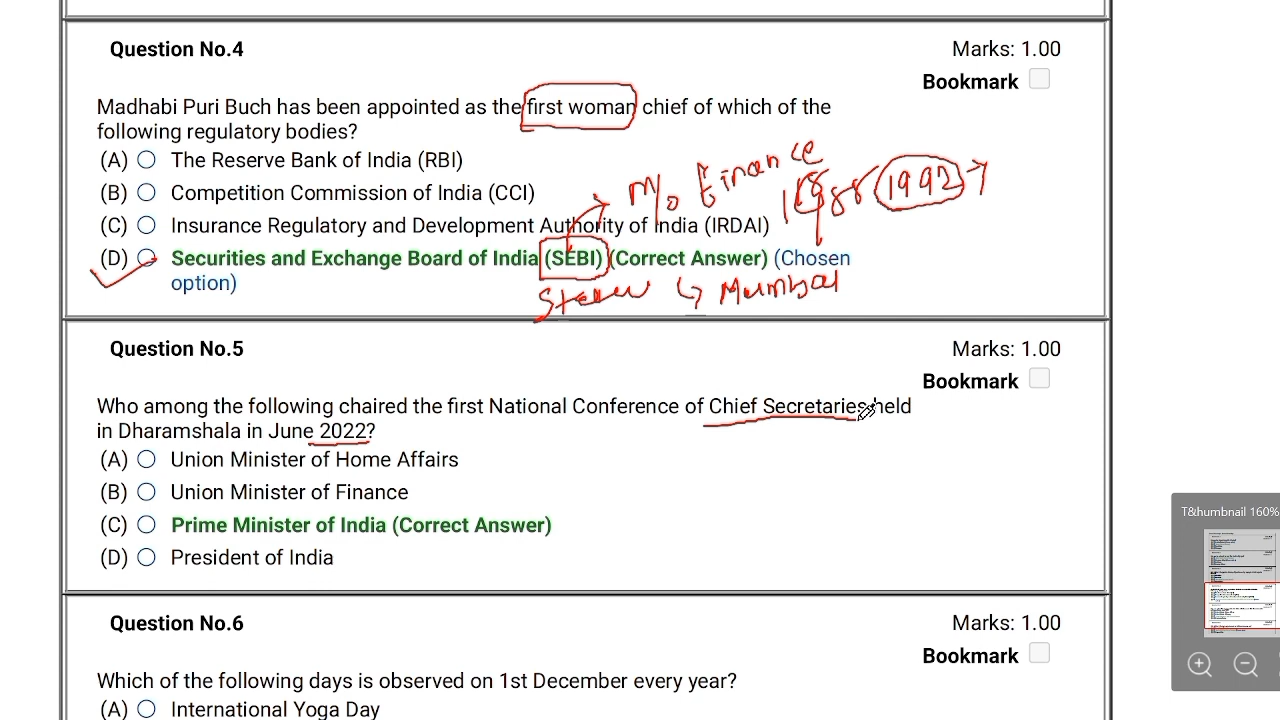 Question No.4
Marks: 1.00
Bookmark
Madhabi Puri Buch has been appointed as the first woman chief of which of the
following regulatory bodies?
(A) The Reserve Bank of India (RBI)
(B) Competition Commission of India (CCI)
(C) Insurance Regulatory and Development Authority of India (IRDAI)
(D) Securities and Exchange Board of India (SEBI) (Correct Answer) (Chosen
option)
M/o Finance
1988 1992
Mumbai
Question No.5
Marks: 1.00
Bookmark
Who among the following chaired the first National Conference of Chief Secretaries held
in Dharamshala in June 2022?
(A) Union Minister of Home Affairs
(B) Union Minister of Finance
(C) Prime Minister of India (Correct Answer)
(D) President of India
Question No.6
Marks: 1.00
Bookmark
Which of the following days is observed on 1st December every year?
(A) International Yoga Day
T&humbnail 160%